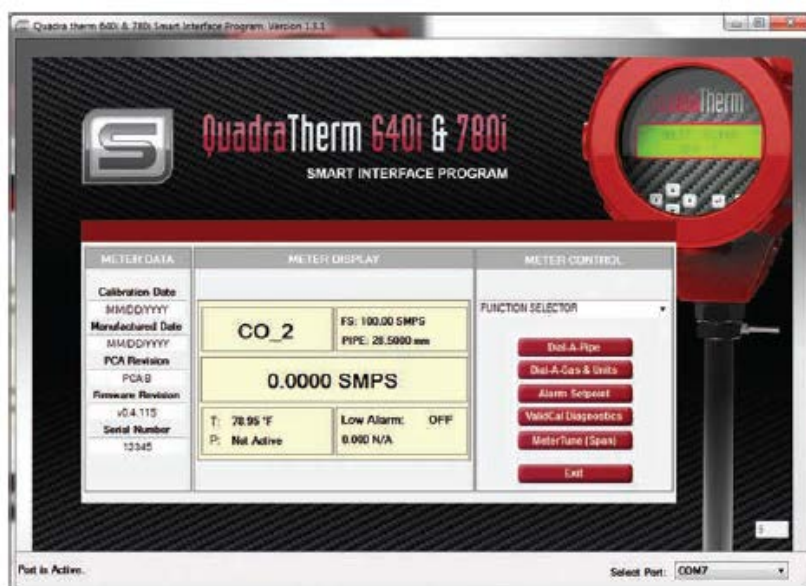 Quadra therm 640i & 780i Smart Interface Program. Version 1.3.1
S
QuadraTherm 640i & 780i
SMART INTERFACE PROGRAM
QuadraTherm
METER DATA
Calibration Date
MM/DD/YYYY
Manufactured Date
MM/DD/YYYY
PCA Revision
PCA B
Firmware Revision
v0.4.115
Serial Number
12345
METER DISPLAY
CO_2
FS: 100.00 SMPS
PIPE: 28.5000 mm
0.0000 SMPS
T: 78.95 °F
P: Not Active
Low Alarm: OFF
0.000 N/A
METER CONTROL
FUNCTION SELECTOR
Dial-A-Pipe
Dial-A-Gas & Units
Alarm Setpoint
ValidCal Diagnostics
MeterTune (Span)
Exit
Port is Active.
Select Port: COM7